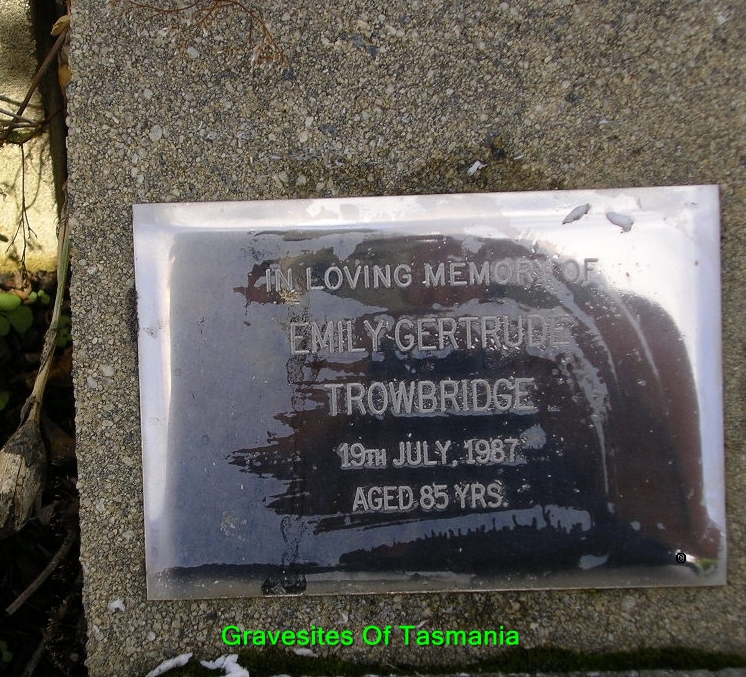 IN LOVING MEMORY OF
EMILY GERTRUDE
TROWBRIDGE
19TH JULY, 1987
AGED 85 YRS.
Gravesites Of Tasmania